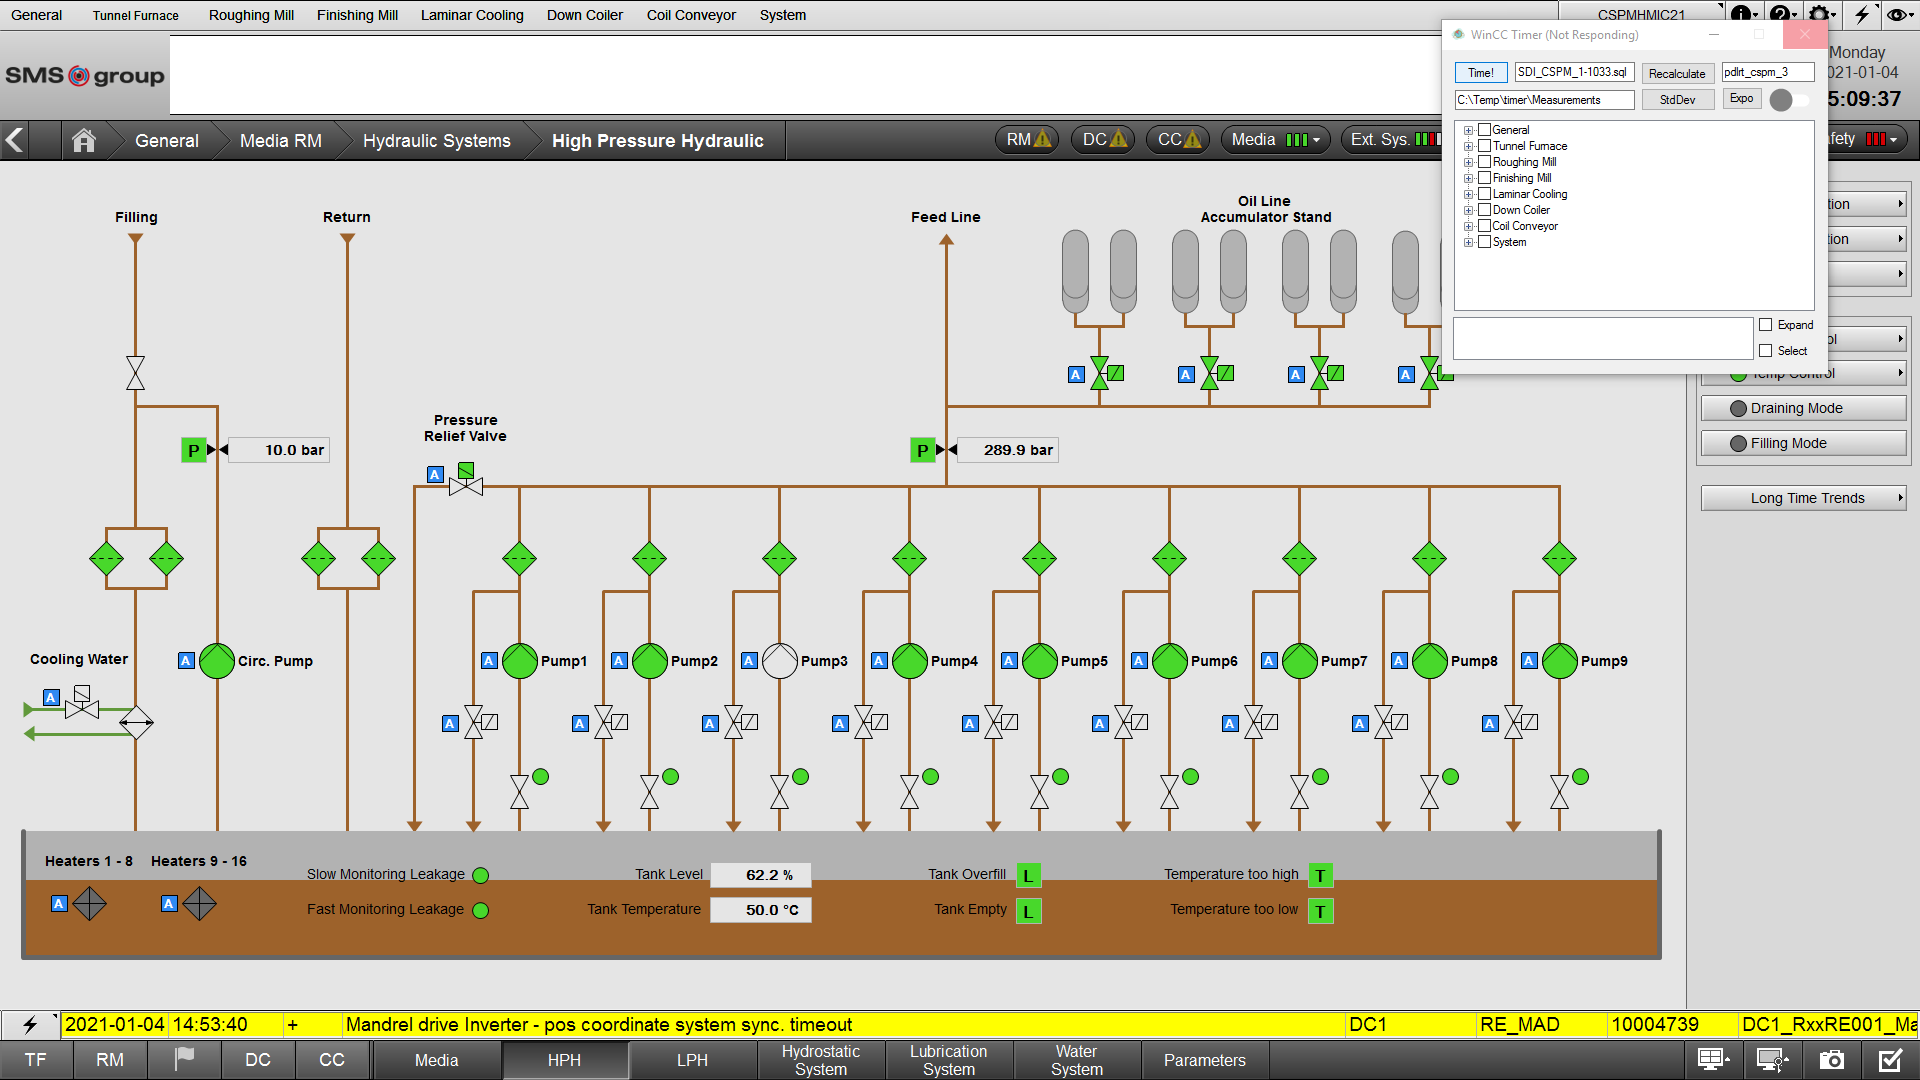 General Tunnel Furnace Roughing Mill Finishing Mill Laminar Cooling Down Coiler Coil Conveyor System CSPMHMIC21
WinCC Timer (Not Responding)
SMS group
Monday
021-01-04
5:09:37
Time! SDI_CSPM_1-1033.sql Recalculate pdlrt_cspm_3
C:\Temp\timer\Measurements StdDev Expo
General
Tunnel Furnace
Roughing Mill
Finishing Mill
Laminar Cooling
Down Coiler
Coil Conveyor
System
Expand
Select
General Media RM Hydraulic Systems High Pressure Hydraulic RM DC CC Media Ext. Sys. fety
Filling Return Feed Line
Oil Line
Accumulator Stand
tion
tion
ol
Temp Control
Draining Mode
Filling Mode
Long Time Trends
A A A A
Pressure
Relief Valve
P 10.0 bar
P 289.9 bar
A
Cooling Water
A Circ. Pump A Pump1 A Pump2 A Pump3 A Pump4 A Pump5 A Pump6 A Pump7 A Pump8 A Pump9
A
A A A A A A A A A
Heaters 1 - 8 Heaters 9 - 16
A A
Slow Monitoring Leakage Tank Level 62.2 % Tank Overfill L Temperature too high T
Fast Monitoring Leakage Tank Temperature 50.0 °C Tank Empty L Temperature too low T
2021-01-04 14:53:40 + Mandrel drive Inverter - pos coordinate system sync. timeout DC1 RE_MAD 10004739 DC1_RxxRE001_Ma
TF RM DC CC Media HPH LPH Hydrostatic System Lubrication System Water System Parameters